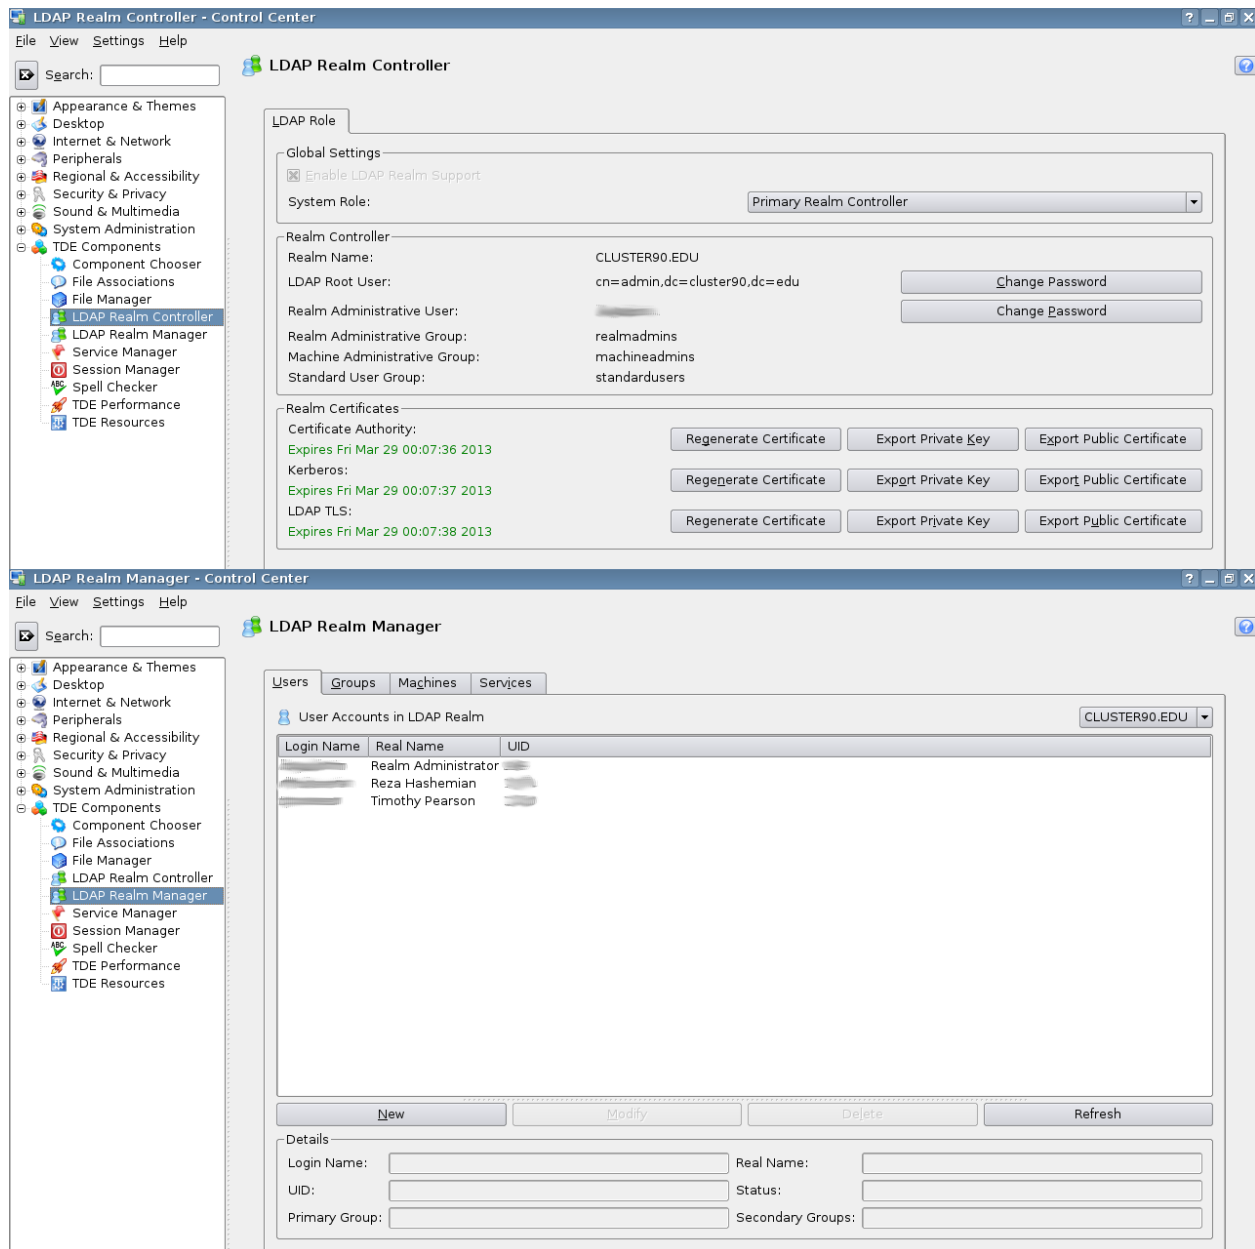 LDAP Realm Controller - Control Center
File View Settings Help
Search:
LDAP Realm Controller
Appearance & Themes
Desktop
Internet & Network
Peripherals
Regional & Accessibility
Security & Privacy
Sound & Multimedia
System Administration
TDE Components
Component Chooser
File Associations
File Manager
LDAP Realm Controller
LDAP Realm Manager
Service Manager
Session Manager
Spell Checker
TDE Performance
TDE Resources
LDAP Role
Global Settings
Enable LDAP Realm Support
System Role: Primary Realm Controller
Realm Controller
Realm Name: CLUSTER90.EDU
LDAP Root User: cn=admin,dc=cluster90,dc=edu Change Password
Realm Administrative User: Change Password
Realm Administrative Group: realmadmins
Machine Administrative Group: machineadmins
Standard User Group: standardusers
Realm Certificates
Certificate Authority:
Expires Fri Mar 29 00:07:36 2013
Regenerate Certificate Export Private Key Export Public Certificate
Kerberos:
Expires Fri Mar 29 00:07:37 2013
Regenerate Certificate Export Private Key Export Public Certificate
LDAP TLS:
Expires Fri Mar 29 00:07:38 2013
Regenerate Certificate Export Private Key Export Public Certificate
LDAP Realm Manager - Control Center
File View Settings Help
Search:
LDAP Realm Manager
Appearance & Themes
Desktop
Internet & Network
Peripherals
Regional & Accessibility
Security & Privacy
Sound & Multimedia
System Administration
TDE Components
Component Chooser
File Associations
File Manager
LDAP Realm Controller
LDAP Realm Manager
Service Manager
Session Manager
Spell Checker
TDE Performance
TDE Resources
Users Groups Machines Services
User Accounts in LDAP Realm CLUSTER90.EDU
Login Name Real Name UID
Realm Administrator
Reza Hashemian
Timothy Pearson
New Modify Delete Refresh
Details
Login Name: Real Name:
UID: Status:
Primary Group: Secondary Groups: